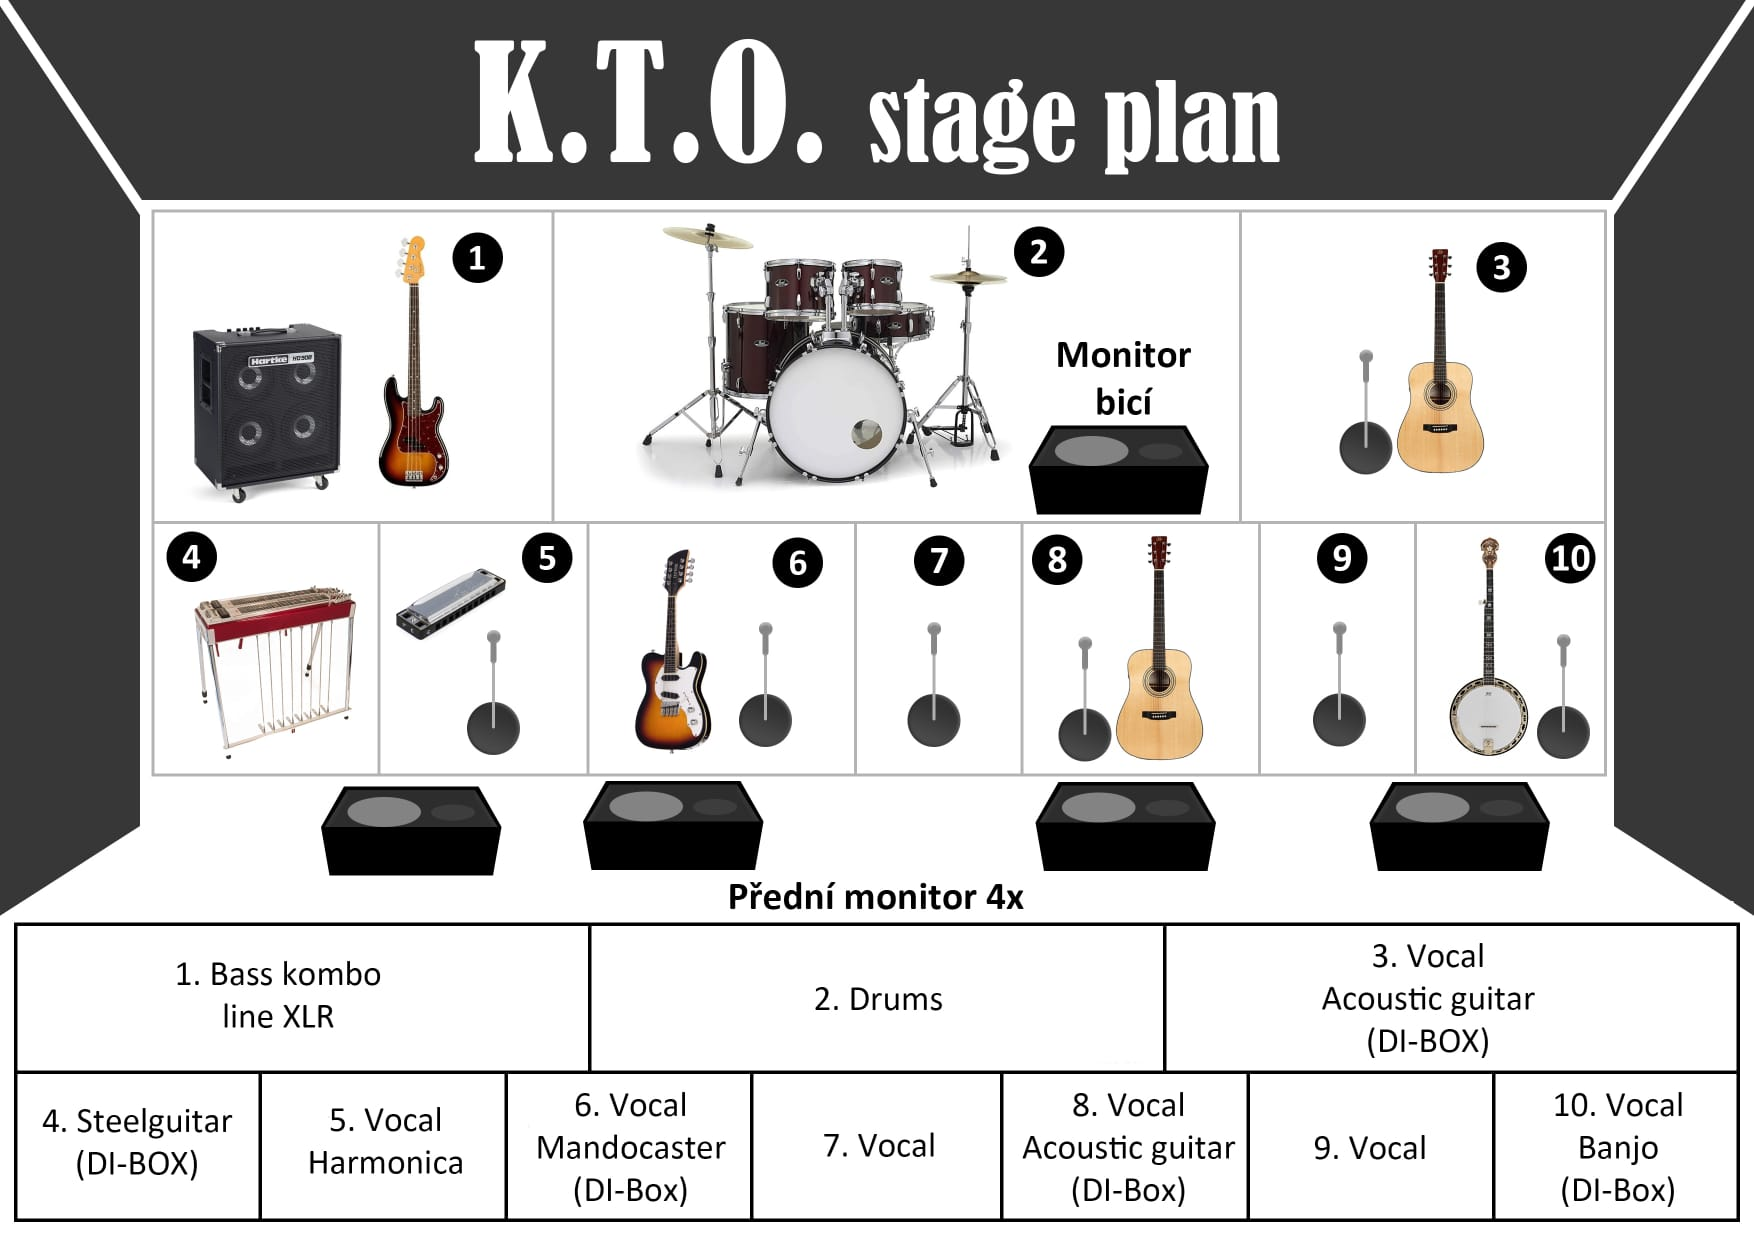 K.T.O. stage plan
1
2
3
Hartke HD508
Monitor
bicí
4
5
6
7
8
9
10
Přední monitor 4x
1. Bass kombo
line XLR
2. Drums
3. Vocal
Acoustic guitar
(DI-BOX)
4. Steelguitar
(DI-BOX)
5. Vocal
Harmonica
6. Vocal
Mandocaster
(DI-Box)
7. Vocal
8. Vocal
Acoustic guitar
(DI-Box)
9. Vocal
10. Vocal
Banjo
(DI-Box)